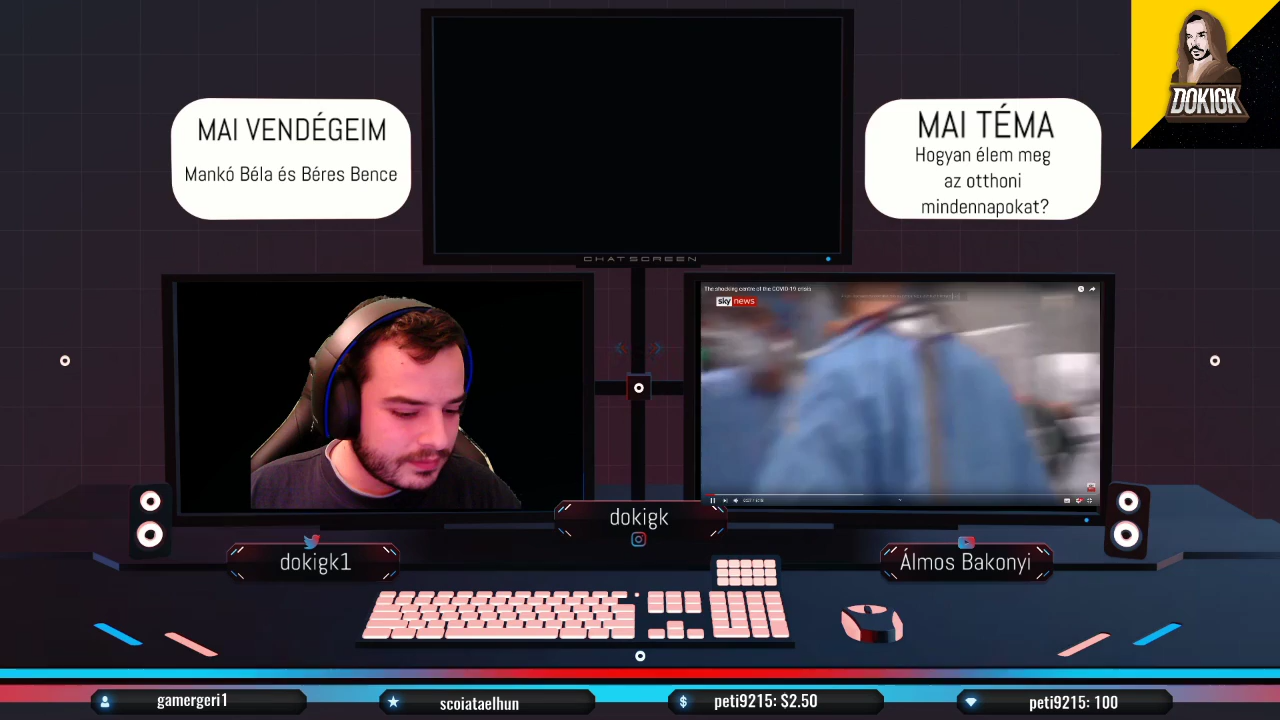 DOKIGK
MAI VENDÉGEIM
Mankó Béla és Béres Bence
MAI TÉMA
Hogyan élem meg
az otthoni
mindennapokat?
CHATSCREEN
The shocking centre of the COVID-19 crisis
sky news
dokigk
dokigk1
Álmos Bakonyi
gamergeri1
scoiataelhun
peti9215: $2.50
peti9215: 100